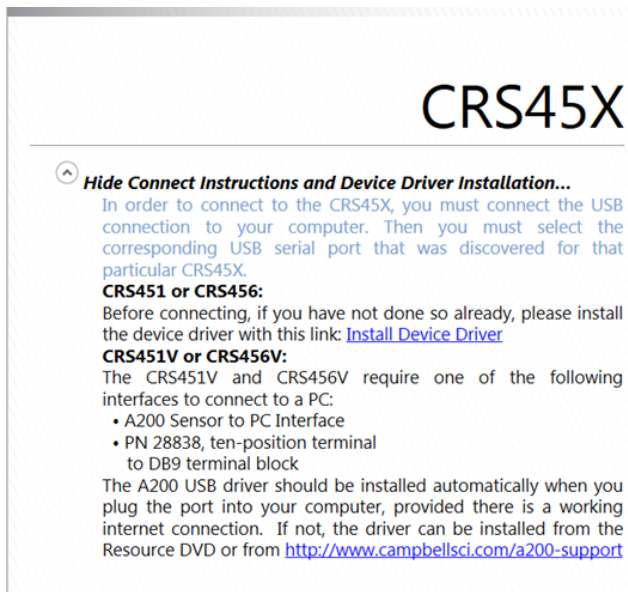 CRS45X
Hide Connect Instructions and Device Driver Installation...
In order to connect to the CRS45X, you must connect the USB
connection to your computer. Then you must select the
corresponding USB serial port that was discovered for that
particular CRS45X.
CRS451 or CRS456:
Before connecting, if you have not done so already, please install
the device driver with this link: Install Device Driver
CRS451V or CRS456V:
The CRS451V and CRS456V require one of the following
interfaces to connect to a PC:
• A200 Sensor to PC Interface
• PN 28838, ten-position terminal
to DB9 terminal block
The A200 USB driver should be installed automatically when you
plug the port into your computer, provided there is a working
internet connection.  If not, the driver can be installed from the
Resource DVD or from http://www.campbellsci.com/a200-support